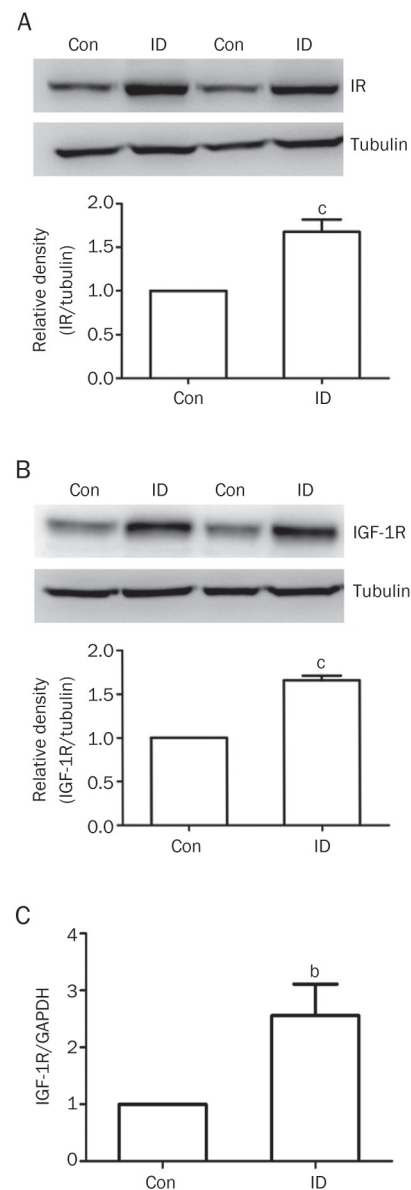 A
Con ID Con ID
IR
Tubulin
Relative density
(IR/tubulin)
2.0
1.5
1.0
0.5
0.0
c
Con ID
B
Con ID Con ID
IGF-1R
Tubulin
Relative density
(IGF-1R/tubulin)
2.0
1.5
1.0
0.5
0.0
c
Con ID
C
IGF-1R/GAPDH
4
3
2
1
0
b
Con ID